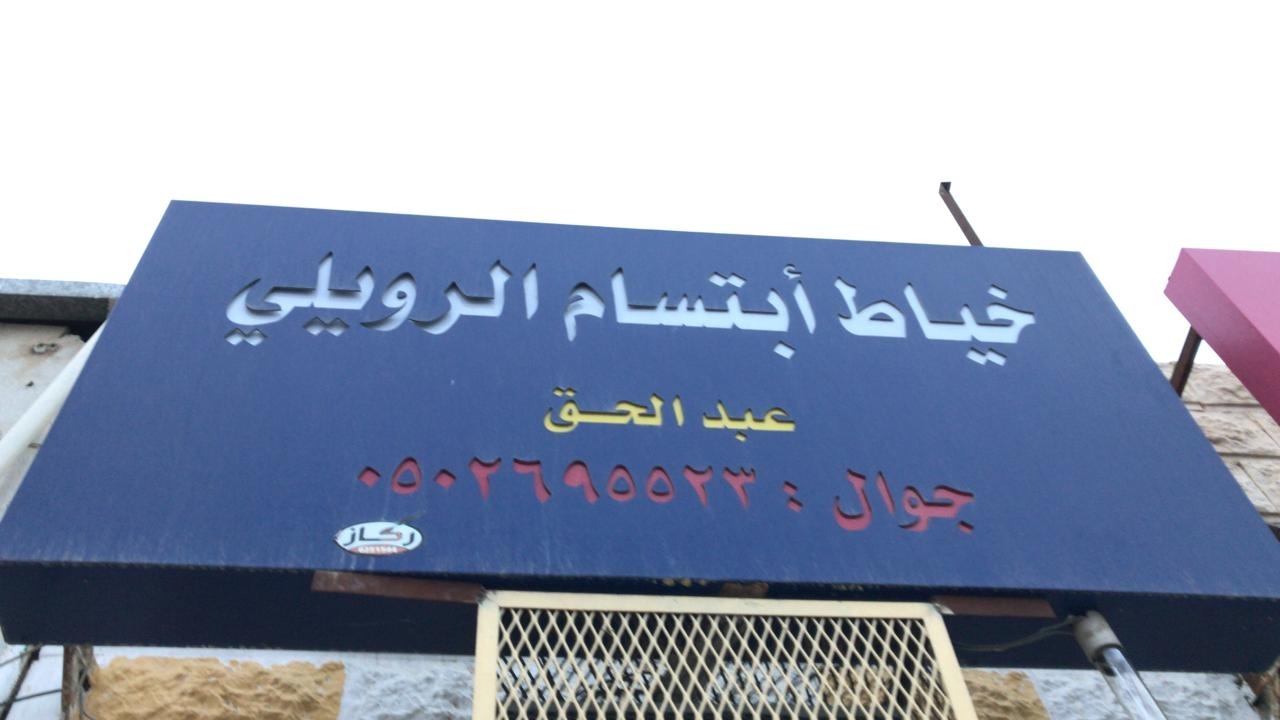 خياط أبتسام الرويلي
عبد الحق
جوال : ٠٥٠٢٦٩٥٥٢٣
ركاز